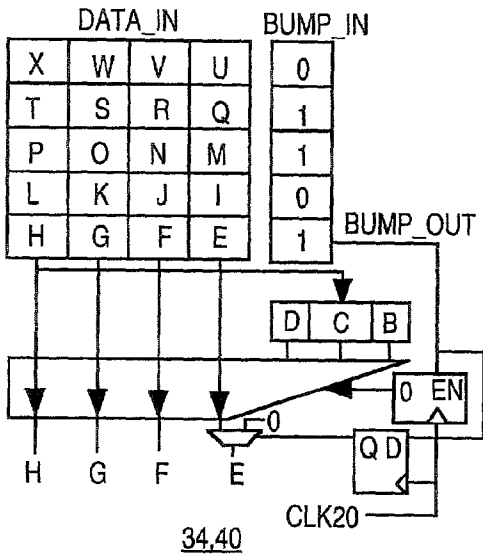 DATA_IN BUMP_IN
X W V U 0
T S R Q 1
P O N M 1
L K J I 0
H G F E 1
BUMP_OUT
D C B
0 EN
0
Q D
H G F E
CLK20
34,40